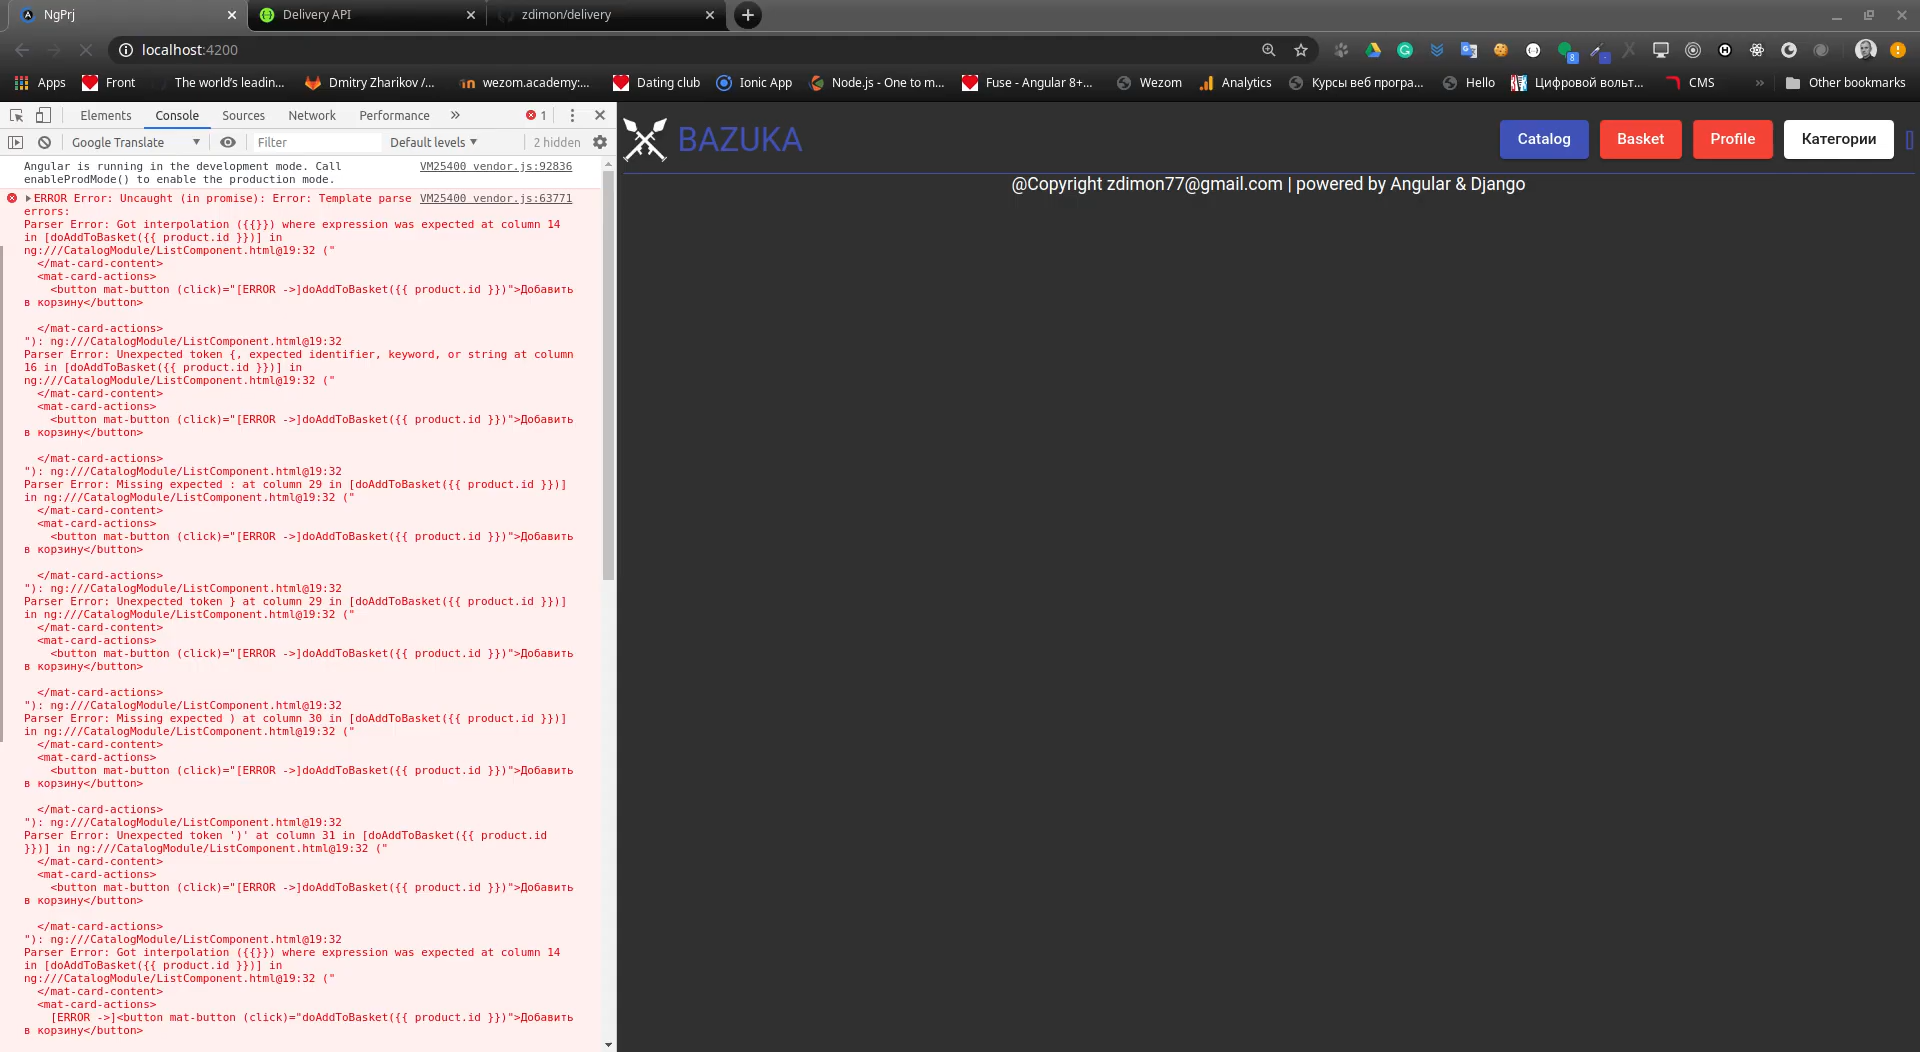 NgPrj
Delivery API
zdimon/delivery
localhost:4200
Apps
Front
The world's leadin...
Dmitry Zharikov /...
wezom.academy:...
Dating club
Ionic App
Node.js - One to m...
Fuse - Angular 8+...
Wezom
Analytics
Курсы веб програ...
Hello
Цифровой вольт...
CMS
»
Other bookmarks
Elements
Console
Sources
Network
Performance
»
1
Google Translate
Filter
Default levels
2 hidden
Catalog
Basket
Profile
Категории
BAZUKA
@Copyright zdimon77@gmail.com | powered by Angular & Django
Angular is running in the development mode. Call VM25400 vendor.js:92836
enableProdMode() to enable the production mode.
ERROR Error: Uncaught (in promise): Error: Template parse VM25400 vendor.js:63771
errors:
Parser Error: Got interpolation ({{}}) where expression was expected at column 14
in [doAddToBasket({{ product.id }})] in
ng:///CatalogModule/ListComponent.html@19:32 ("
</mat-card-content>
<mat-card-actions>
<button mat-button (click)="[ERROR ->]doAddToBasket({{ product.id }})">Добавить
в корзину</button>
</mat-card-actions>
"): ng:///CatalogModule/ListComponent.html@19:32
Parser Error: Unexpected token {, expected identifier, keyword, or string at column
16 in [doAddToBasket({{ product.id }})] in
ng:///CatalogModule/ListComponent.html@19:32 ("
</mat-card-content>
<mat-card-actions>
<button mat-button (click)="[ERROR ->]doAddToBasket({{ product.id }})">Добавить
в корзину</button>
</mat-card-actions>
"): ng:///CatalogModule/ListComponent.html@19:32
Parser Error: Missing expected : at column 29 in [doAddToBasket({{ product.id }})]
in ng:///CatalogModule/ListComponent.html@19:32 ("
</mat-card-content>
<mat-card-actions>
<button mat-button (click)="[ERROR ->]doAddToBasket({{ product.id }})">Добавить
в корзину</button>
</mat-card-actions>
"): ng:///CatalogModule/ListComponent.html@19:32
Parser Error: Unexpected token } at column 29 in [doAddToBasket({{ product.id }})]
in ng:///CatalogModule/ListComponent.html@19:32 ("
</mat-card-content>
<mat-card-actions>
<button mat-button (click)="[ERROR ->]doAddToBasket({{ product.id }})">Добавить
в корзину</button>
</mat-card-actions>
"): ng:///CatalogModule/ListComponent.html@19:32
Parser Error: Missing expected ) at column 30 in [doAddToBasket({{ product.id }})]
in ng:///CatalogModule/ListComponent.html@19:32 ("
</mat-card-content>
<mat-card-actions>
<button mat-button (click)="[ERROR ->]doAddToBasket({{ product.id }})">Добавить
в корзину</button>
</mat-card-actions>
"): ng:///CatalogModule/ListComponent.html@19:32
Parser Error: Unexpected token ')' at column 31 in [doAddToBasket({{ product.id
}})] in ng:///CatalogModule/ListComponent.html@19:32 ("
</mat-card-content>
<mat-card-actions>
<button mat-button (click)="[ERROR ->]doAddToBasket({{ product.id }})">Добавить
в корзину</button>
</mat-card-actions>
"): ng:///CatalogModule/ListComponent.html@19:32
Parser Error: Got interpolation ({{}}) where expression was expected at column 14
in [doAddToBasket({{ product.id }})] in
ng:///CatalogModule/ListComponent.html@19:32 ("
</mat-card-content>
<mat-card-actions>
[ERROR ->]<button mat-button (click)="doAddToBasket({{ product.id }})">Добавить
в корзину</button>